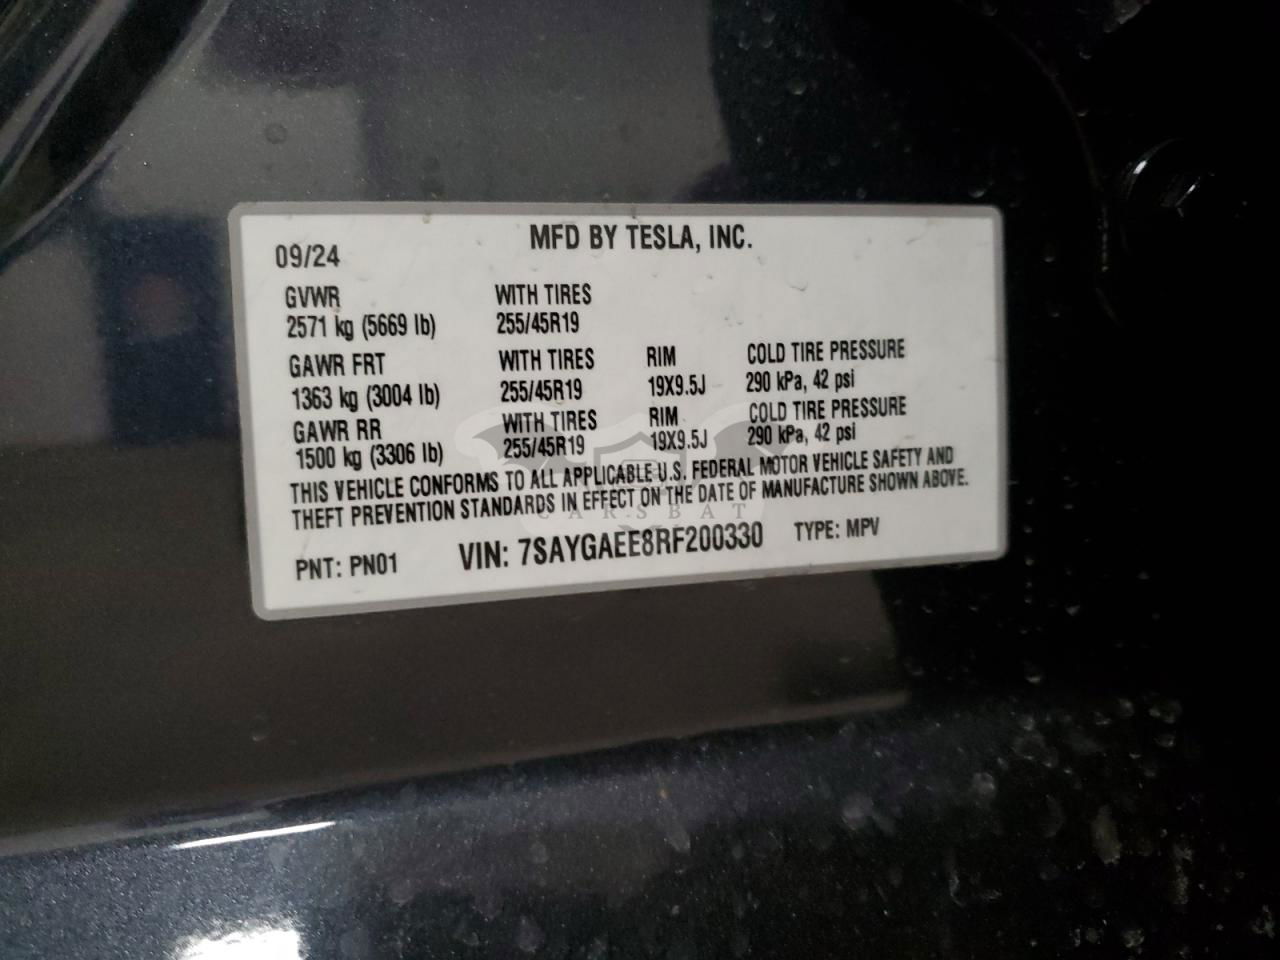 MFD BY TESLA, INC.
09/24
GVWR WITH TIRES
2571 kg (5669 lb) 255/45R19
GAWR FRT WITH TIRES RIM COLD TIRE PRESSURE
1363 kg (3004 lb) 255/45R19 19X9.5J 290 kPa, 42 psi
GAWR RR WITH TIRES RIM COLD TIRE PRESSURE
1500 kg (3306 lb) 255/45R19 19X9.5J 290 kPa, 42 psi
THIS VEHICLE CONFORMS TO ALL APPLICABLE U.S. FEDERAL MOTOR VEHICLE SAFETY AND
THEFT PREVENTION STANDARDS IN EFFECT ON THE DATE OF MANUFACTURE SHOWN ABOVE.
CARSBAT
PNT: PN01 VIN: 7SAYGAEE8RF200330 TYPE: MPV